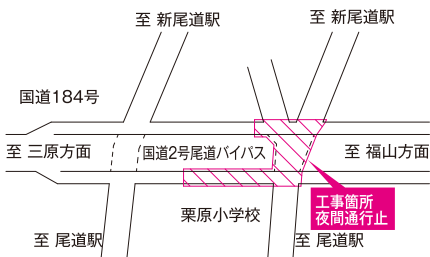 至 新尾道駅
至 新尾道駅
国道184号
至 三原方面
国道2号尾道バイパス
至 福山方面
工事箇所
夜間通行止
栗原小学校
至 尾道駅
至 尾道駅